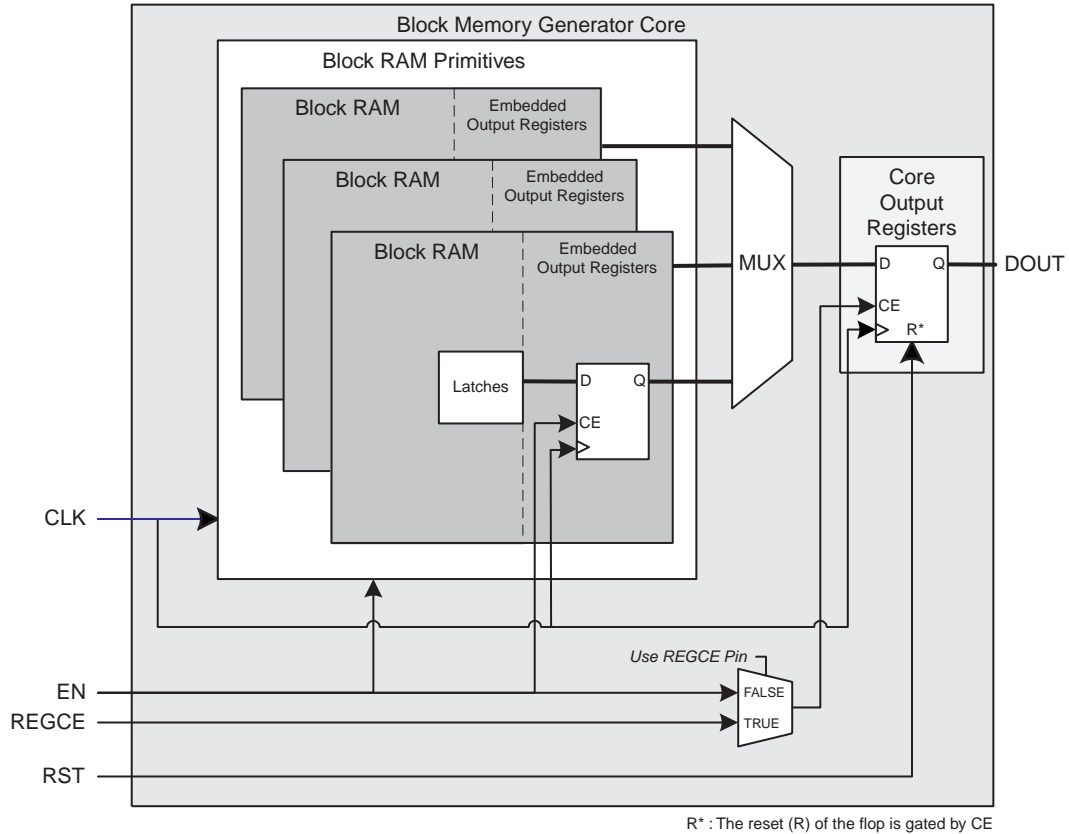 Block Memory Generator Core
Block RAM Primitives
Block RAM
Embedded
Output Registers
Block RAM
Embedded
Output Registers
Block RAM
Embedded
Output Registers
Latches
D
Q
CE
MUX
Core
Output
Registers
D
Q
CE
R*
DOUT
CLK
Use REGCE Pin
EN
FALSE
REGCE
TRUE
RST
R* : The reset (R) of the flop is gated by CE